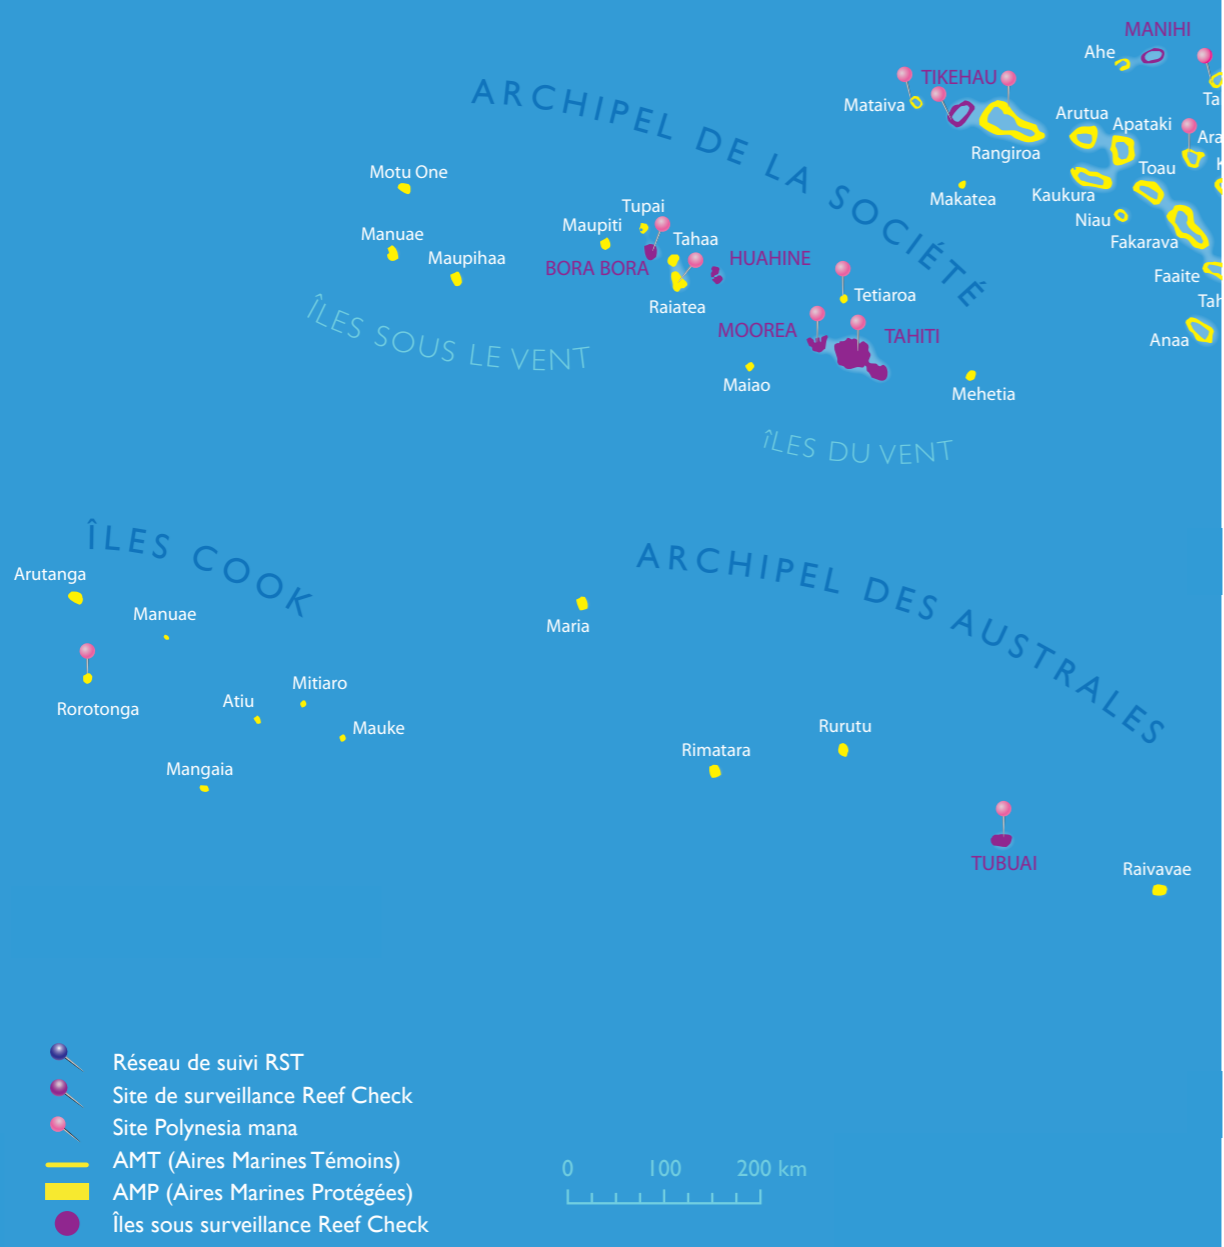 MANIHI
Ahe
TIKEHAU
Mataiva
Ta
Rangiroa
Arutua
Apataki
Ara
ARCHIPEL DE LA SOCIÉTÉ
Motu One
Toau
K
Kaukura
Makatea
Niau
Tupai
Maupiti
Tahaa
Manuae
Maupihaa
BORA BORA
HUAHINE
Fakarava
Faaite
Raiatea
Tetiaroa
Tah
ÎLES SOUS LE VENT
MOOREA
TAHITI
Anaa
Maiao
Mehetia
ÎLES DU VENT
ÎLES COOK
ARCHIPEL DES AUSTRALES
Arutanga
Manuae
Maria
Mitiaro
Atiu
Rorotonga
Mauke
Rurutu
Rimatara
Mangaia
TUBUAI
Raivavae
Réseau de suivi RST
Site de surveillance Reef Check
Site Polynesia mana
AMT (Aires Marines Témoins)
AMP (Aires Marines Protégées)
Îles sous surveillance Reef Check
0 100 200 km